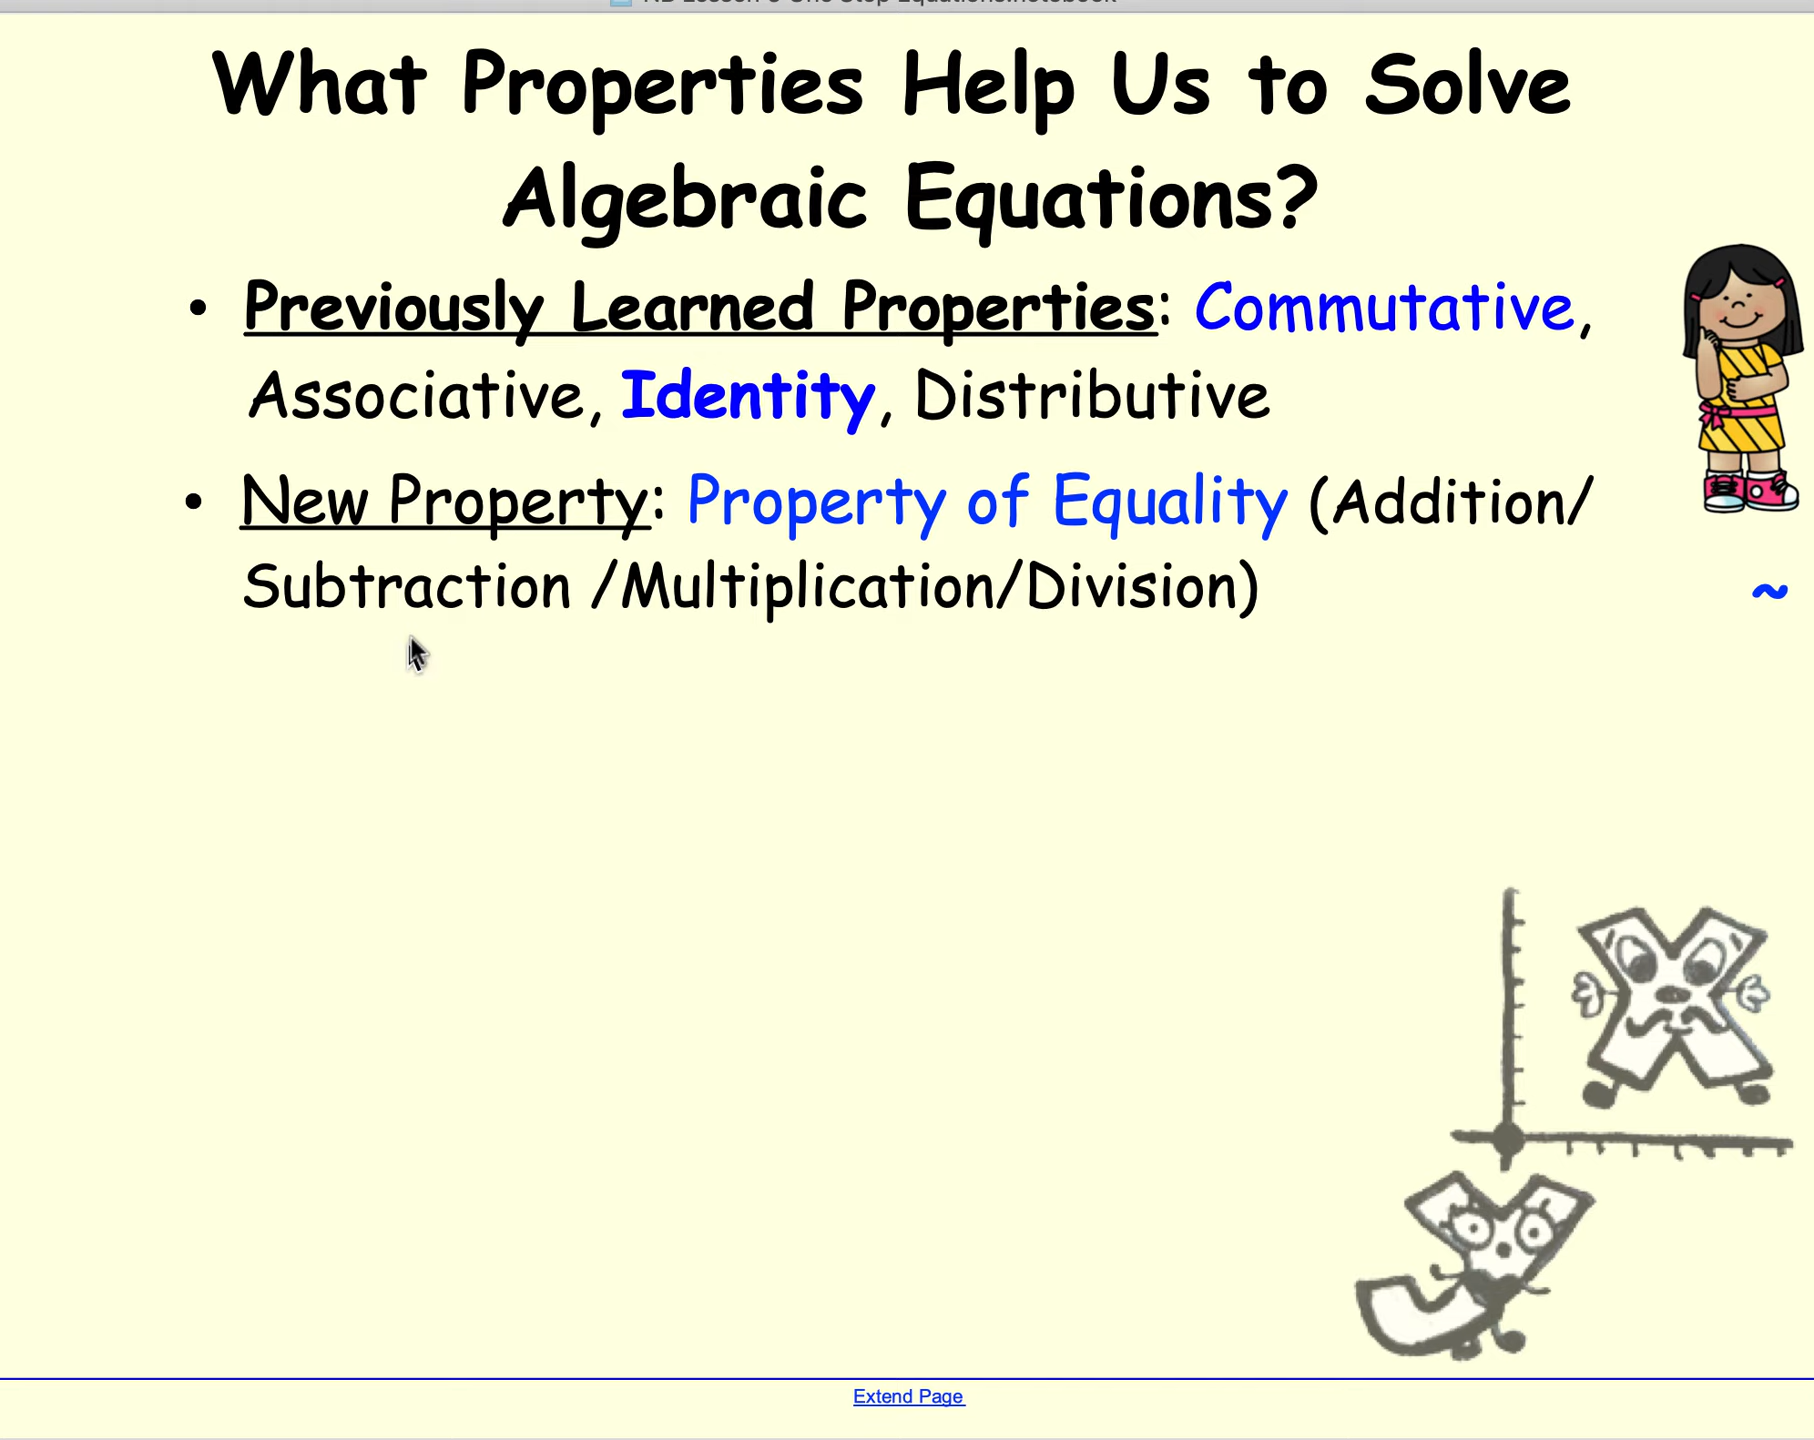 What Properties Help Us to Solve
Algebraic Equations?
• Previously Learned Properties: Commutative,
Associative, Identity, Distributive
• New Property: Property of Equality (Addition/
Subtraction /Multiplication/Division)
~
Extend Page